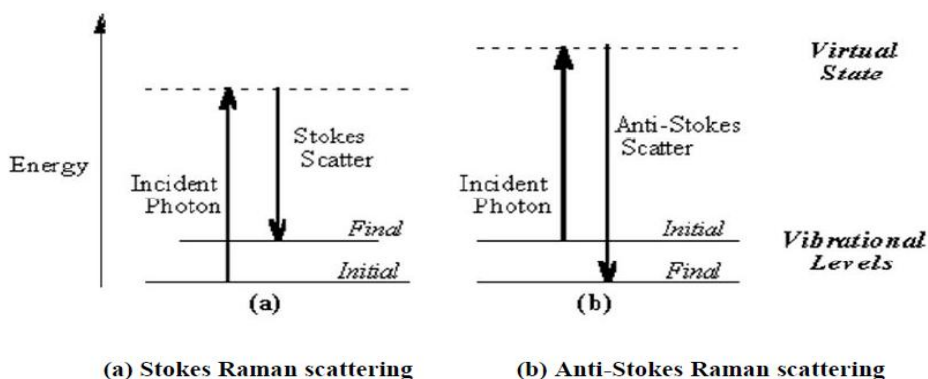 Energy
Incident
Photon
Stokes
Scatter
Final
Initial
(a)
Incident
Photon
Anti-Stokes
Scatter
Initial
Final
(b)
Virtual
State
Vibrational
Levels
(a) Stokes Raman scattering
(b) Anti-Stokes Raman scattering